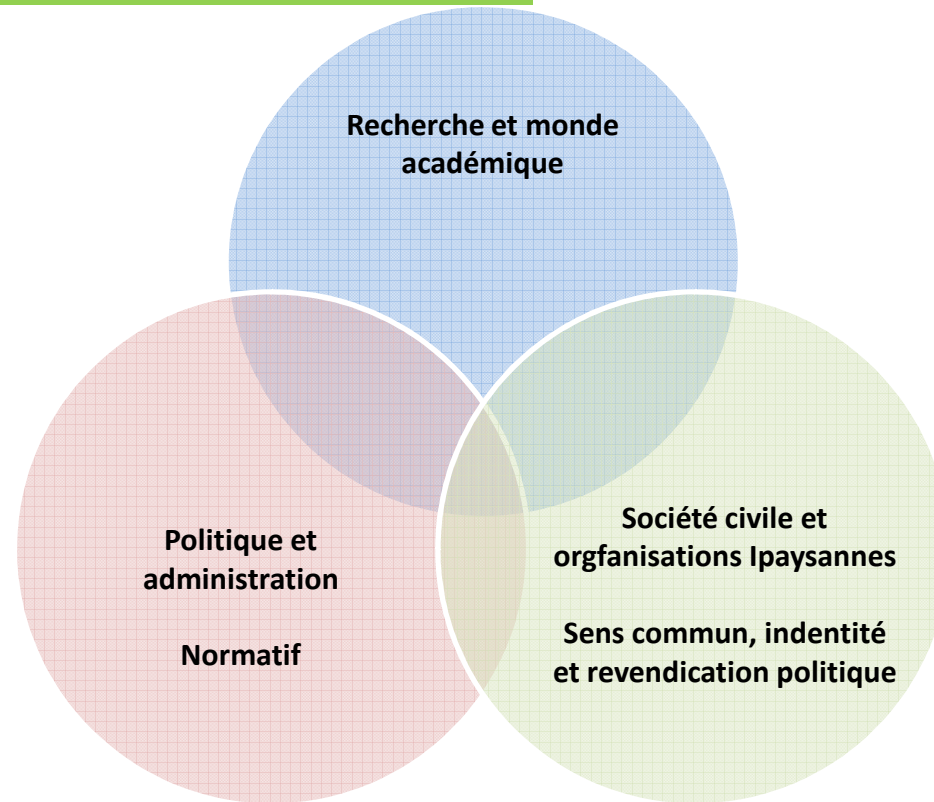 Recherche et monde
académique
Politique et
administration
Normatif
Société civile et
orgfanisations Ipaysannes
Sens commun, indentité
et revendication politique